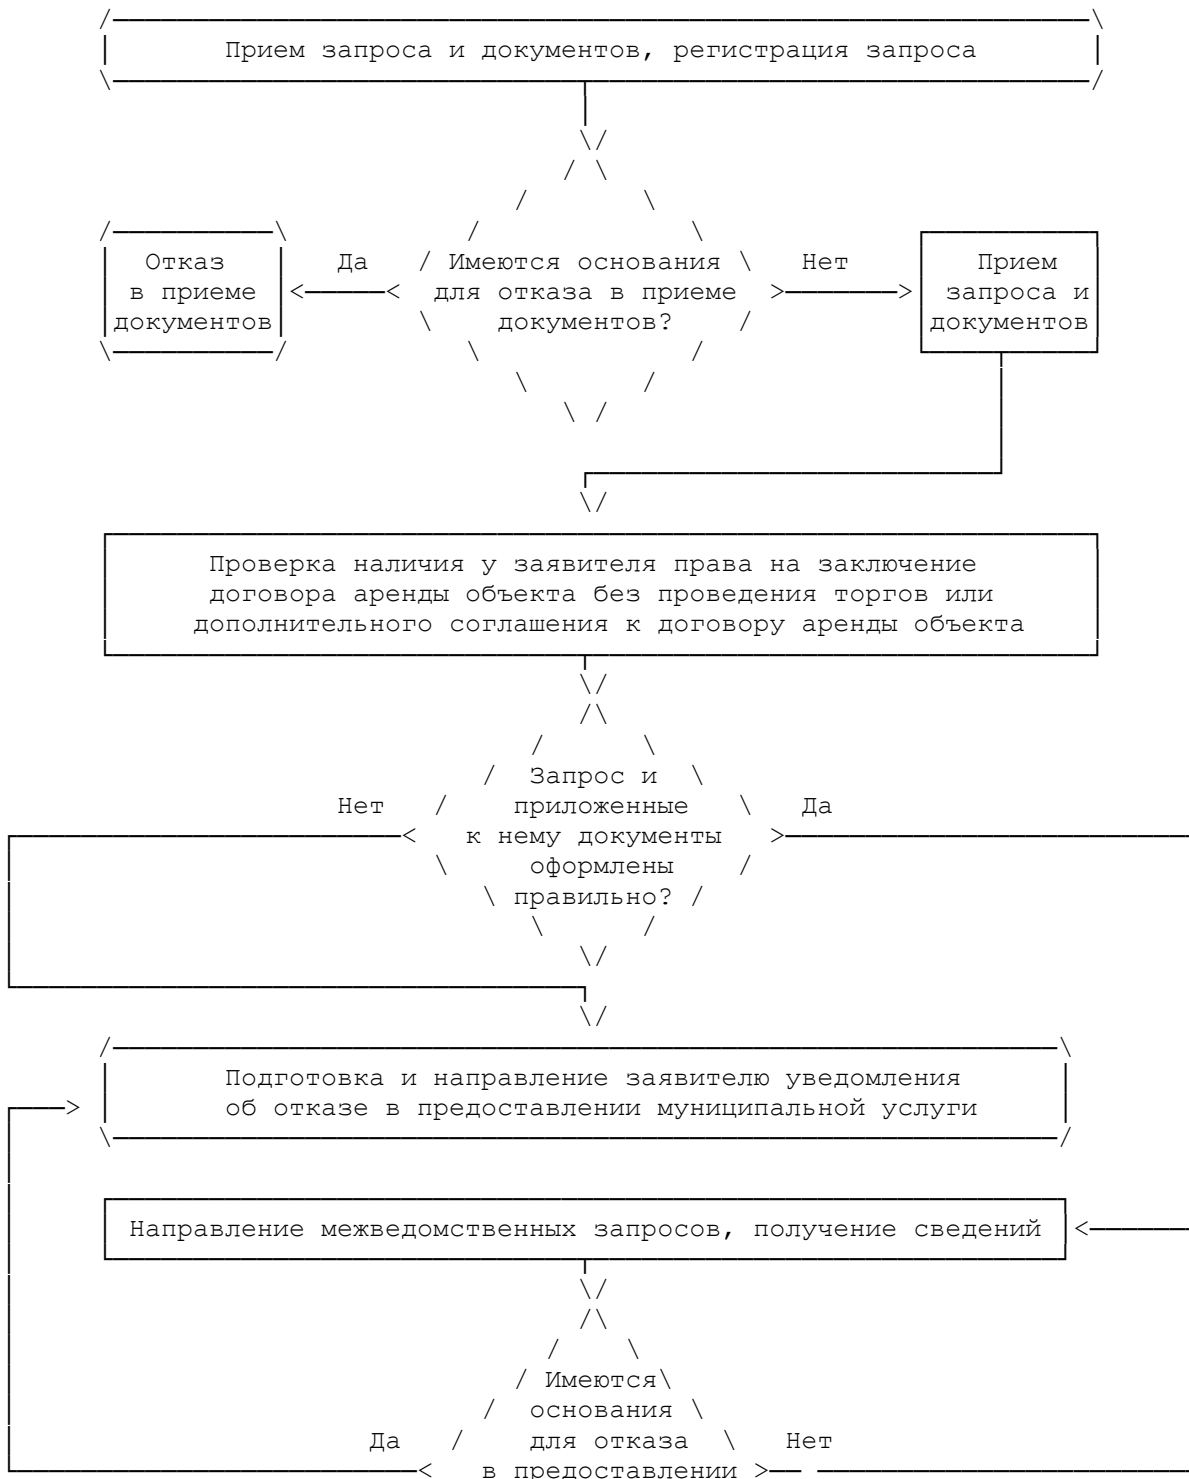 Прием запроса и документов, регистрация запроса
Отказ
в приеме
документов
Да
Имеются основания
для отказа в приеме
документов?
Нет
Прием
запроса и
документов
Проверка наличия у заявителя права на заключение
договора аренды объекта без проведения торгов или
дополнительного соглашения к договору аренды объекта
Запрос и
Нет
приложенные
Да
к нему документы
оформлены
правильно?
Подготовка и направление заявителю уведомления
об отказе в предоставлении муниципальной услуги
Направление межведомственных запросов, получение сведений
Имеются
основания
Да
для отказа
Нет
в предоставлении